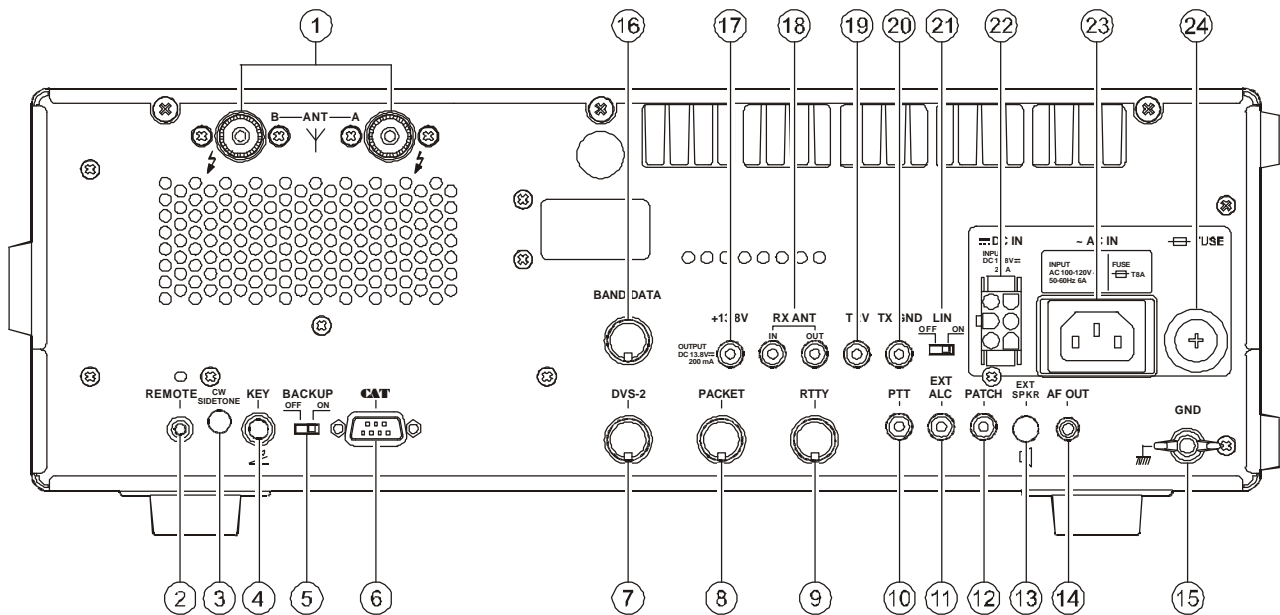 1 16 17 18 19 20 21 22 23 24
B ANT A
DC IN ~ AC IN
INPUT
AC 100-120V
50-60Hz 6A
FUSE
T8A
BAND DATA
RX ANT TX GND LIN
IN OUT OFF ON
OUTPUT
DC 13.8V
200 mA
REMOTE CW
SIDETONE KEY BACKUP
OFF ON
CAT
DVS-2 PACKET RTTY PTT EXT
ALC PATCH EXT
SPKR AF OUT
GND
2 3 4 5 6 7 8 9 10 11 12 13 14 15